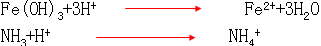 Fe(OH)₃+3H⁺ → Fe²⁺+3H₂O
NH₃+H⁺ → NH₄⁺